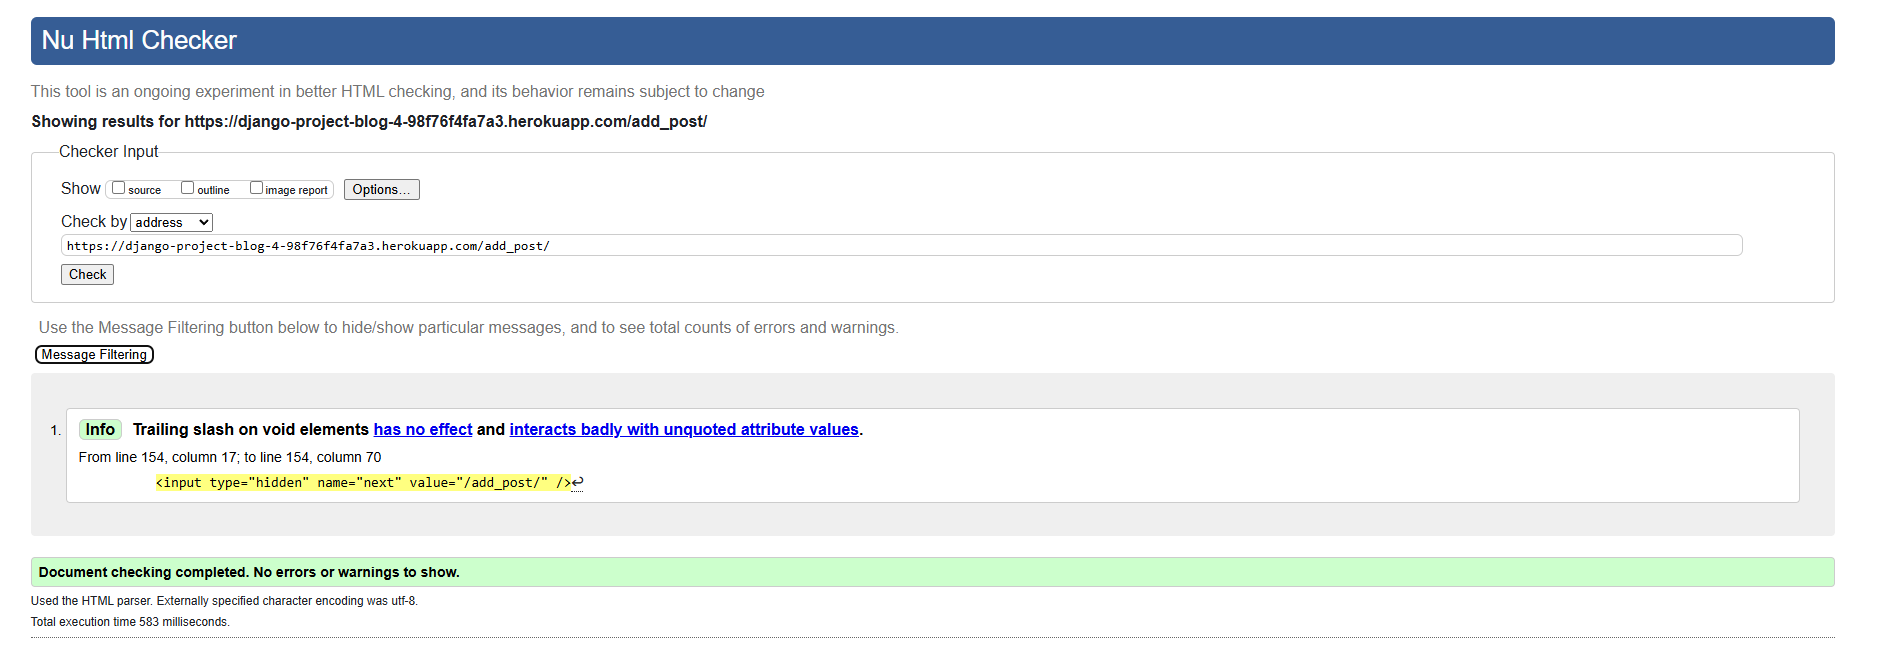 Nu Html Checker
This tool is an ongoing experiment in better HTML checking, and its behavior remains subject to change
Showing results for https://django-project-blog-4-98f76f4fa7a3.herokuapp.com/add_post/
Checker Input
Show source outline image report Options...
Check by address
https://django-project-blog-4-98f76f4fa7a3.herokuapp.com/add_post/
Check
Use the Message Filtering button below to hide/show particular messages, and to see total counts of errors and warnings.
Message Filtering
1. Info Trailing slash on void elements has no effect and interacts badly with unquoted attribute values.
From line 154, column 17; to line 154, column 70
<input type="hidden" name="next" value="/add_post/" />↩
Document checking completed. No errors or warnings to show.
Used the HTML parser. Externally specified character encoding was utf-8.
Total execution time 583 milliseconds.